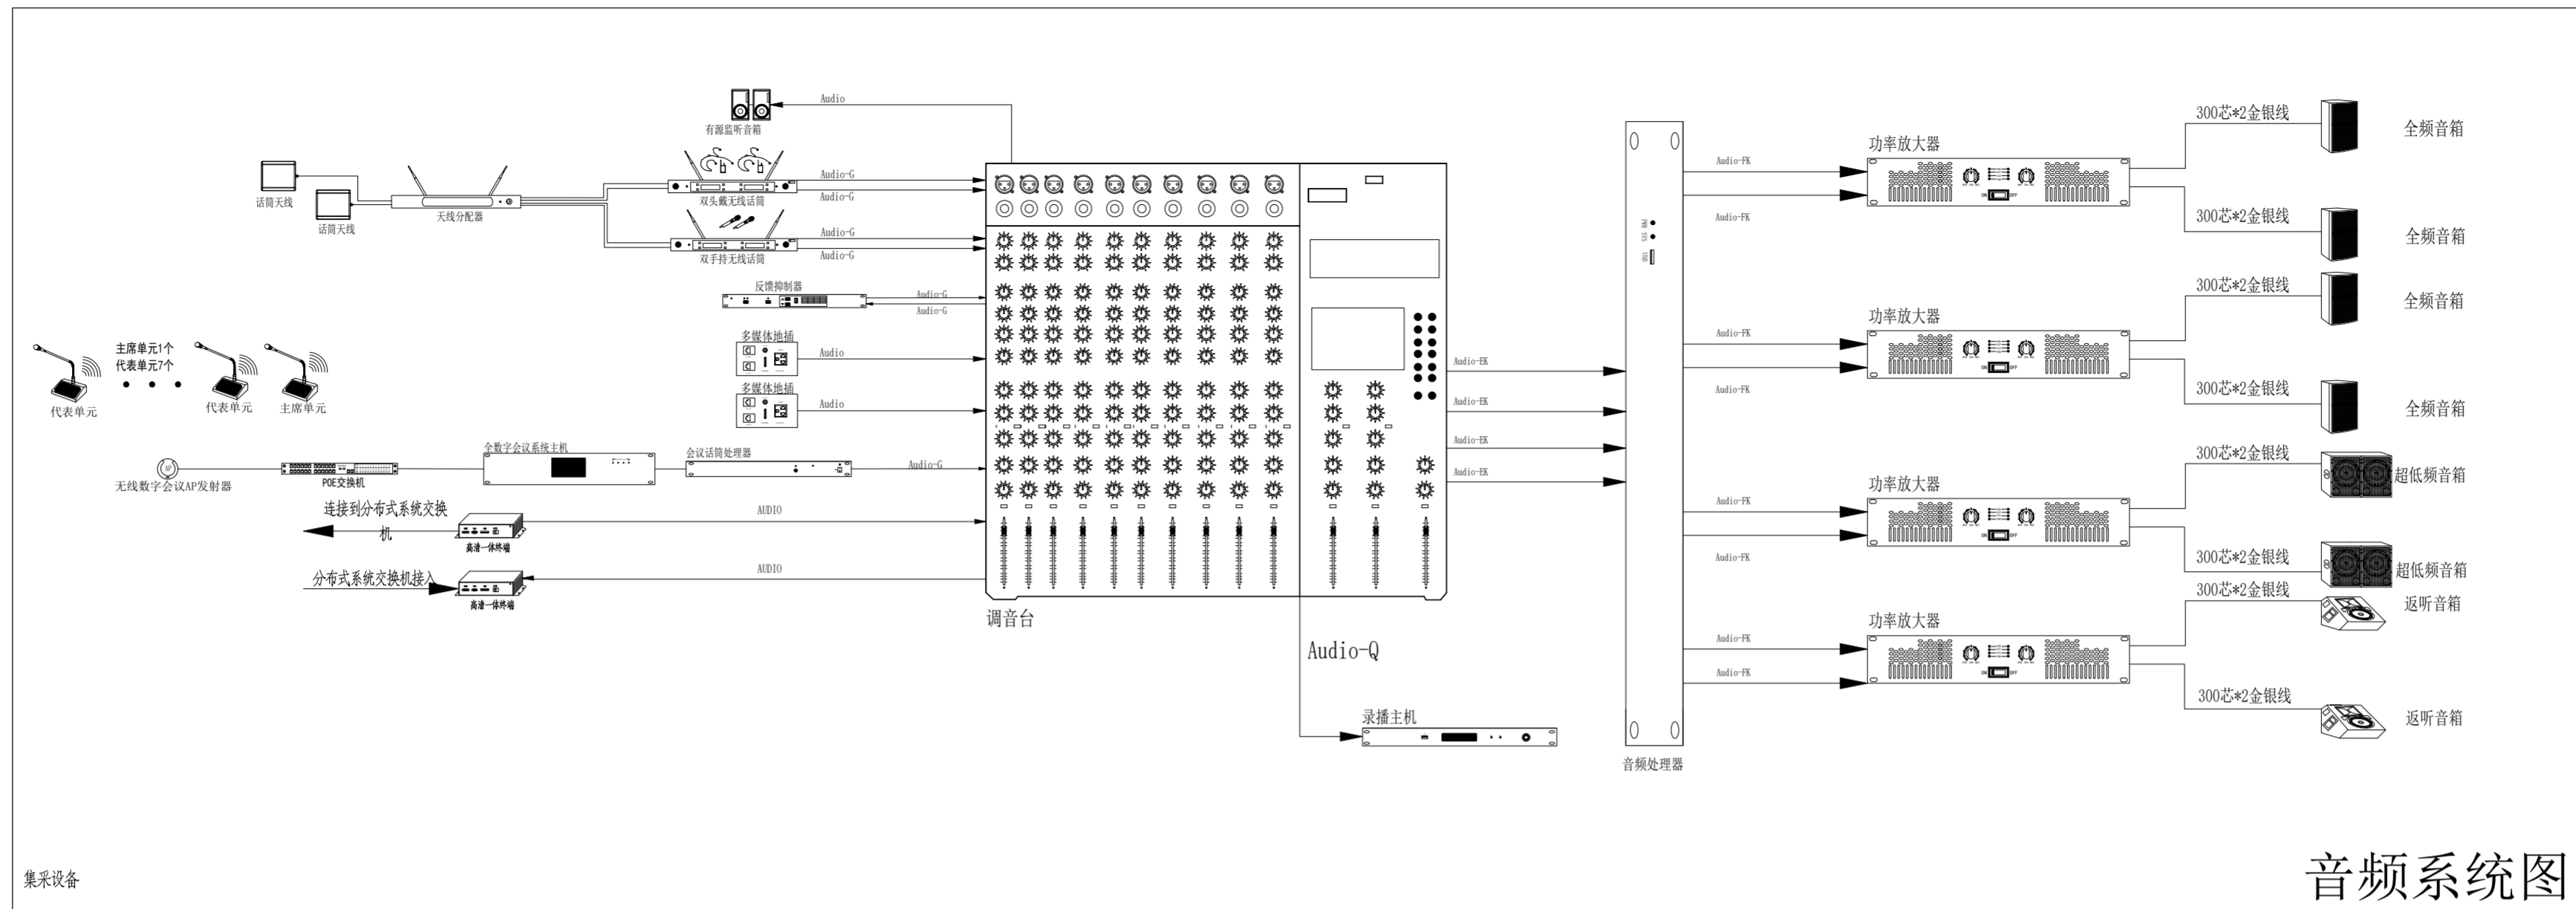 Audio
有源监听音箱
话筒天线
话筒天线
天线分配器
双头戴无线话筒
Audio-G
Audio-G
双手持无线话筒
Audio-G
Audio-G
反馈抑制器
Audio-G
Audio-G
多媒体地插
Audio
多媒体地插
Audio
主席单元1个
代表单元7个
代表单元
代表单元
主席单元
AP
无线数字会议AP发射器
POE交换机
全数字会议系统主机
会议话筒处理器
Audio-G
连接到分布式系统交换
机
高清一体终端
AUDIO
分布式系统交换机接入
高清一体终端
AUDIO
调音台
Audio-Q
录播主机
Audio-EK
Audio-EK
Audio-EK
Audio-EK
PWR
SYS
USB
音频处理器
Audio-FK
Audio-FK
功率放大器
ON
OFF
300芯*2金银线
全频音箱
300芯*2金银线
全频音箱
Audio-FK
Audio-FK
功率放大器
ON
OFF
300芯*2金银线
全频音箱
300芯*2金银线
全频音箱
Audio-FK
Audio-FK
功率放大器
ON
OFF
300芯*2金银线
超低频音箱
300芯*2金银线
超低频音箱
Audio-FK
Audio-FK
功率放大器
ON
OFF
300芯*2金银线
返听音箱
300芯*2金银线
返听音箱
集采设备
音频系统图